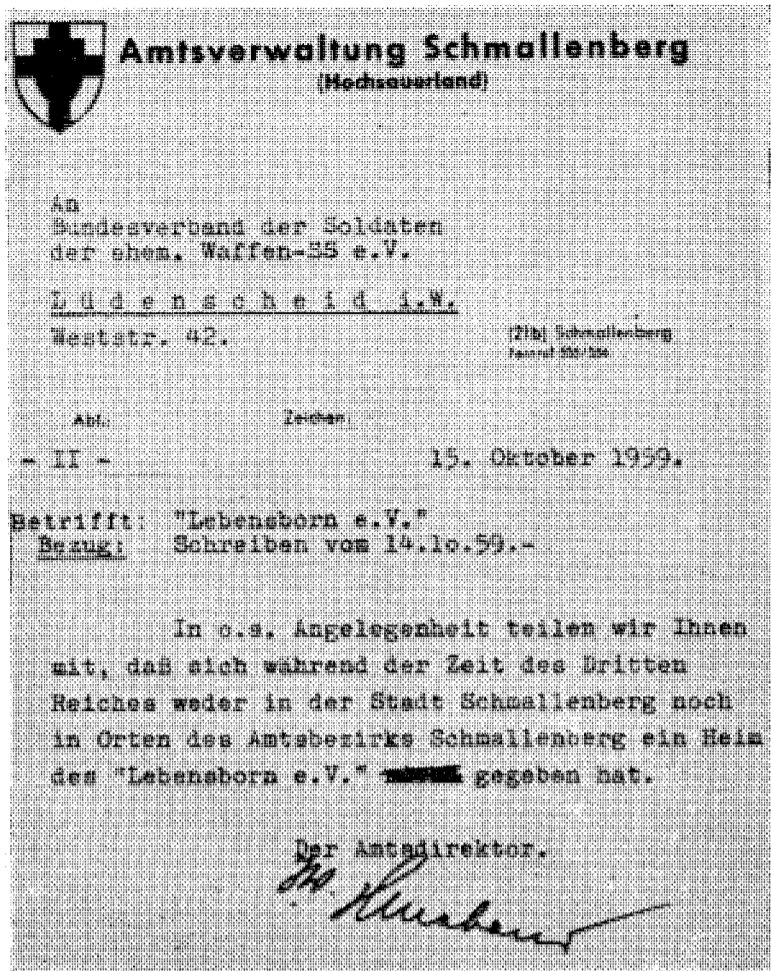 Amtsverwaltung Schmallenberg
(Hochsauerland)
An
Bundesverband der Soldaten
der ehem. Waffen-SS e.V.
Lüdenscheid i.W.
Weststr. 42.
(21b) Schmallenberg
Abt.: Zeichen:
- II - 15. Oktober 1959.
Betrifft: "Lebensborn e.V."
Bezug: Schreiben vom 14.10.59.-
In o.a. Angelegenheit teilen wir Ihnen
mit, daß sich während der Zeit des Dritten
Reiches weder in der Stadt Schmallenberg noch
in Orten des Amtsbezirks Schmallenberg ein Heim
des "Lebensborn e.V." gegeben hat.
Der Amtsdirektor.